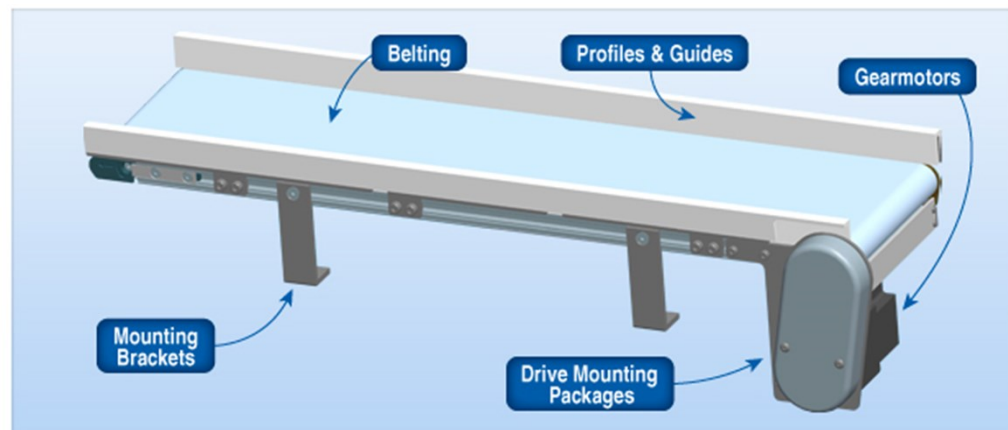 Belting
Profiles & Guides
Gearmotors
Mounting
Brackets
Drive Mounting
Packages